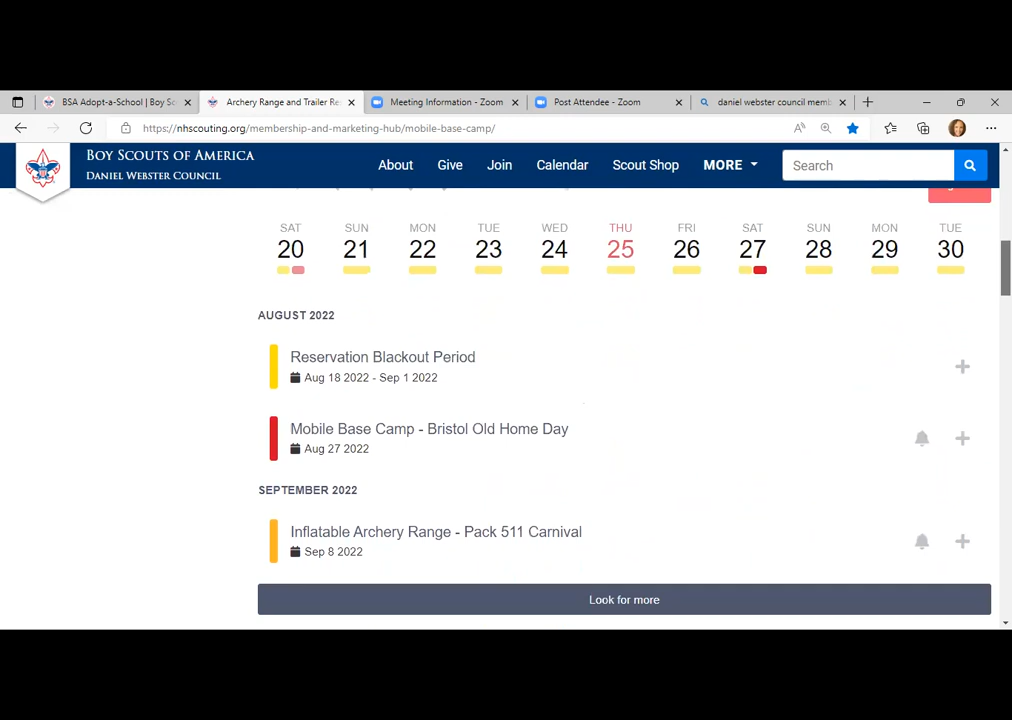 BSA Adopt-a-School | Boy Sc
Archery Range and Trailer Re
Meeting Information - Zoom
Post Attendee - Zoom
daniel webster council memb
https://nhscouting.org/membership-and-marketing-hub/mobile-base-camp/
BOY SCOUTS OF AMERICA
DANIEL WEBSTER COUNCIL
About Give Join Calendar Scout Shop MORE Search
SAT SUN MON TUE WED THU FRI SAT SUN MON TUE
20 21 22 23 24 25 26 27 28 29 30
AUGUST 2022
Reservation Blackout Period
Aug 18 2022 - Sep 1 2022
Mobile Base Camp - Bristol Old Home Day
Aug 27 2022
SEPTEMBER 2022
Inflatable Archery Range - Pack 511 Carnival
Sep 8 2022
Look for more